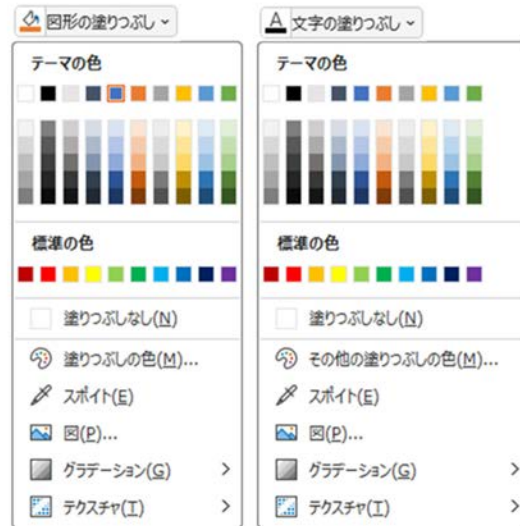 図形の塗りつぶし
テーマの色
標準の色
塗りつぶしなし(N)
塗りつぶしの色(M)...
スポイト(E)
図(P)...
グラデーション(G)
テクスチャ(T)
A 文字の塗りつぶし
テーマの色
標準の色
塗りつぶしなし(N)
その他の塗りつぶしの色(M)...
スポイト(E)
図(P)...
グラデーション(G)
テクスチャ(T)